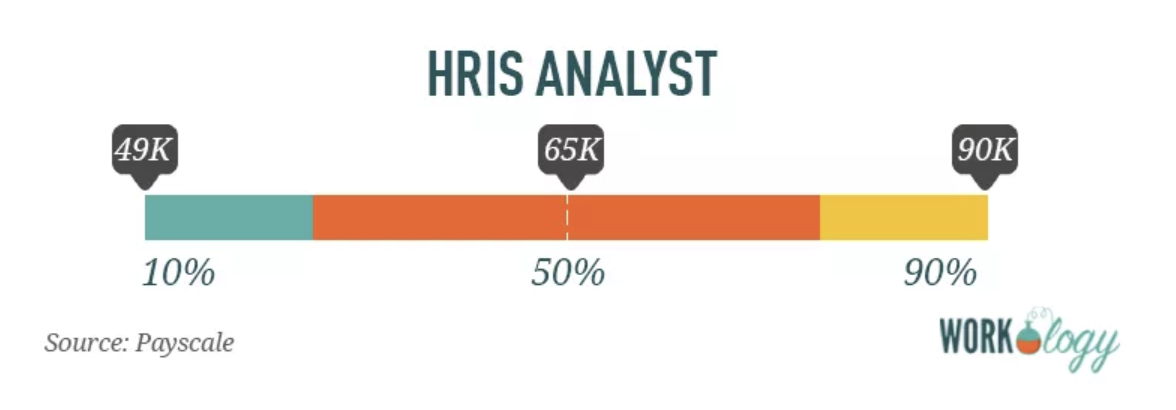 HRIS ANALYST
49K 65K 90K
10% 50% 90%
Source: Payscale
WORKology